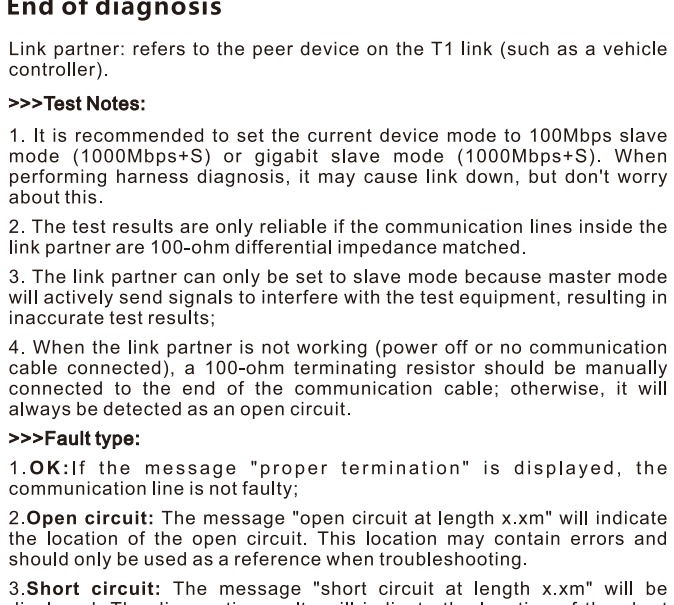 End of diagnosis
Link partner: refers to the peer device on the T1 link (such as a vehicle
controller).
>>>Test Notes:
1. It is recommended to set the current device mode to 100Mbps slave
mode (1000Mbps+S) or gigabit slave mode (1000Mbps+S). When
performing harness diagnosis, it may cause link down, but don't worry
about this.
2. The test results are only reliable if the communication lines inside the
link partner are 100-ohm differential impedance matched.
3. The link partner can only be set to slave mode because master mode
will actively send signals to interfere with the test equipment, resulting in
inaccurate test results;
4. When the link partner is not working (power off or no communication
cable connected), a 100-ohm terminating resistor should be manually
connected to the end of the communication cable; otherwise, it will
always be detected as an open circuit.
>>>Fault type:
1.OK:If the message "proper termination" is displayed, the
communication line is not faulty;
2.Open circuit: The message "open circuit at length x.xm" will indicate
the location of the open circuit. This location may contain errors and
should only be used as a reference when troubleshooting.
3.Short circuit: The message "short circuit at length x.xm" will be